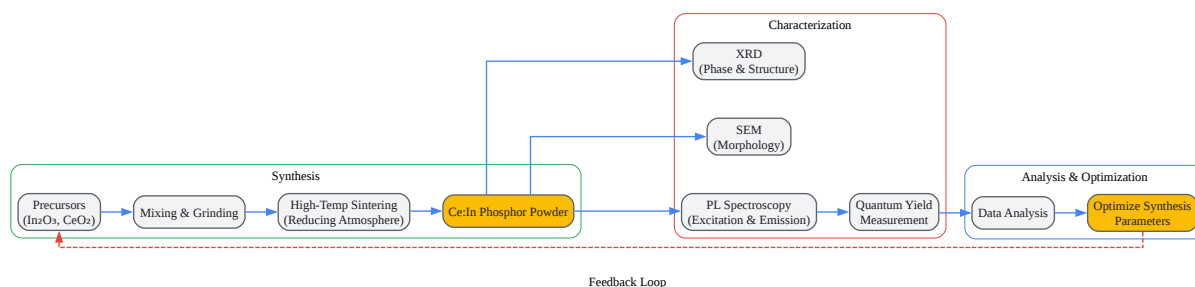 Characterization
XRD
(Phase & Structure)
SEM
(Morphology)
Synthesis
Precursors
(In₂O₃, CeO₂)
Mixing & Grinding
High-Temp Sintering
(Reducing Atmosphere)
Ce:In Phosphor Powder
PL Spectroscopy
(Excitation & Emission)
Quantum Yield
Measurement
Analysis & Optimization
Data Analysis
Optimize Synthesis
Parameters
Feedback Loop